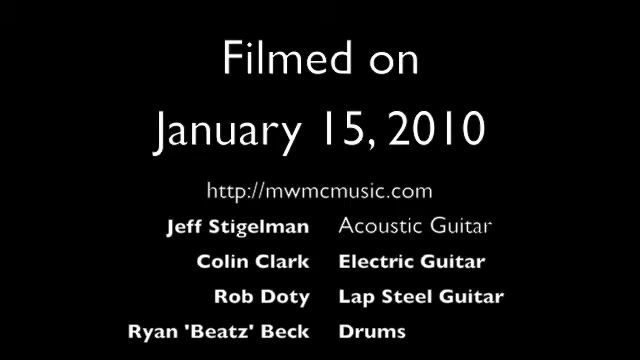 Filmed on
January 15, 2010
http://mwmcmusic.com
Jeff Stigelman Acoustic Guitar
Colin Clark Electric Guitar
Rob Doty Lap Steel Guitar
Ryan 'Beatz' Beck Drums